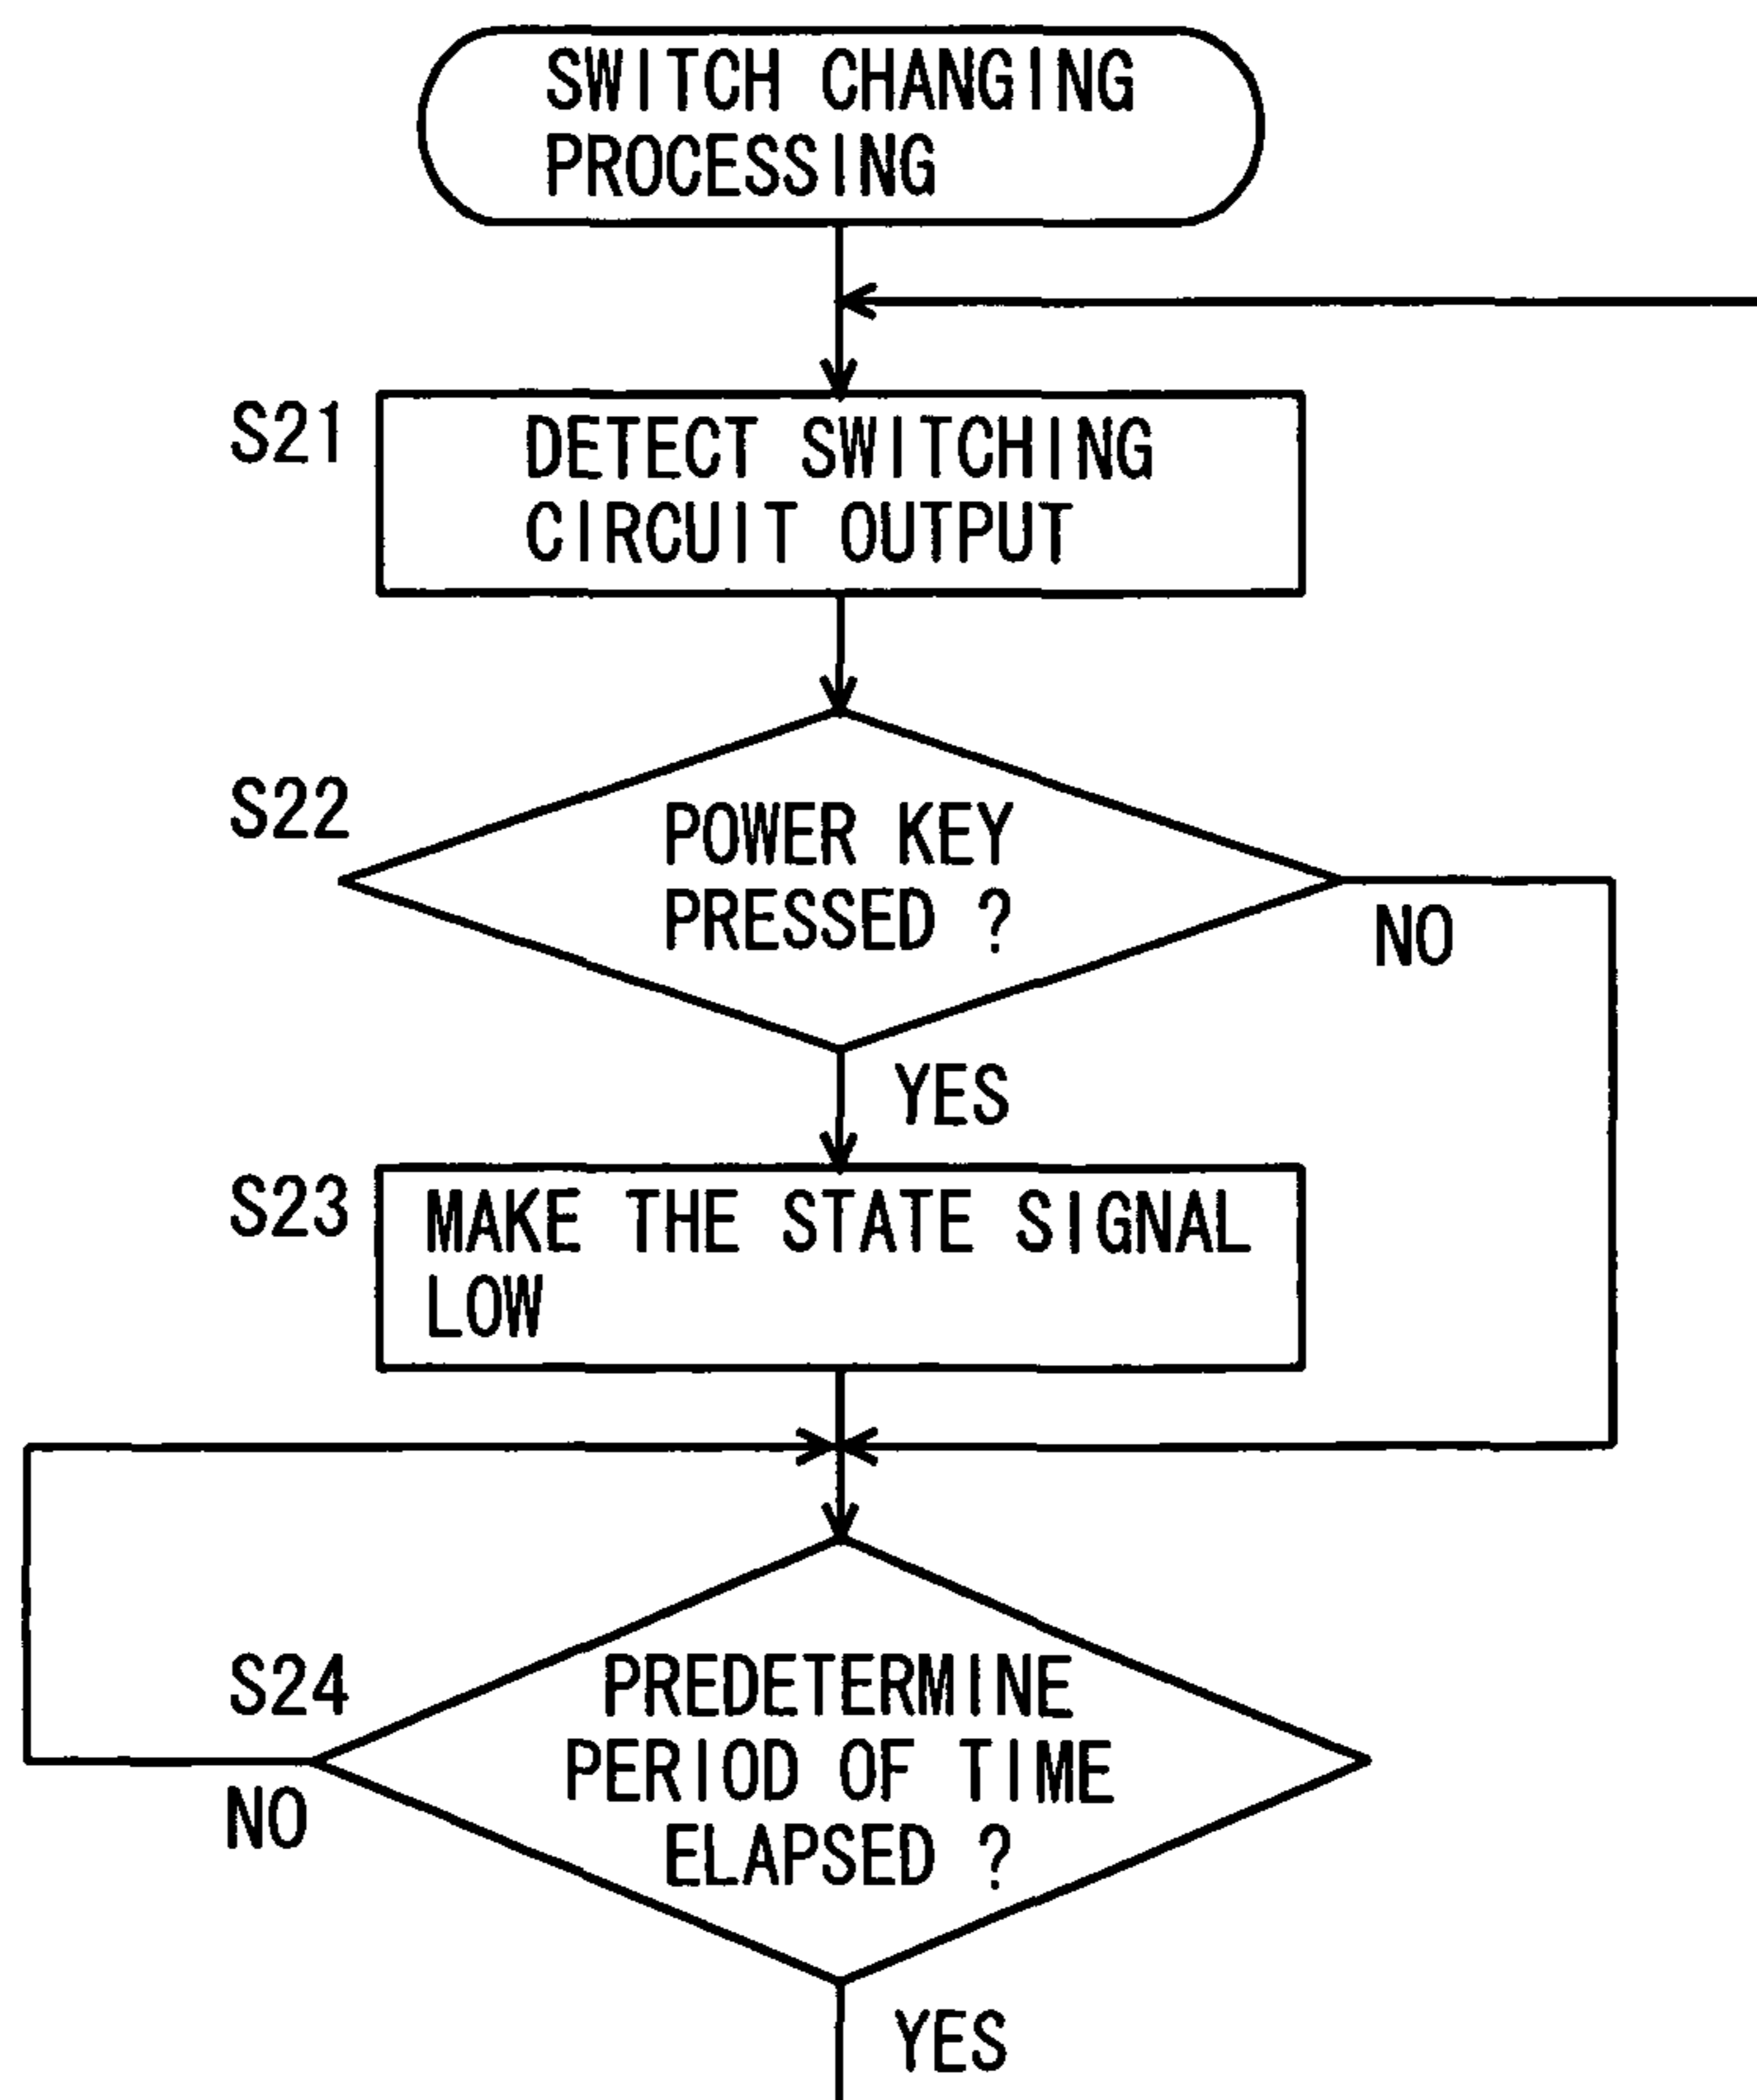 SWITCH CHANGING
PROCESSING
S21
DETECT SWITCHING
CIRCUIT OUTPUT
S22
POWER KEY
PRESSED ?
NO
YES
S23
MAKE THE STATE SIGNAL
LOW
S24
PREDETERMINE
PERIOD OF TIME
ELAPSED ?
NO
YES